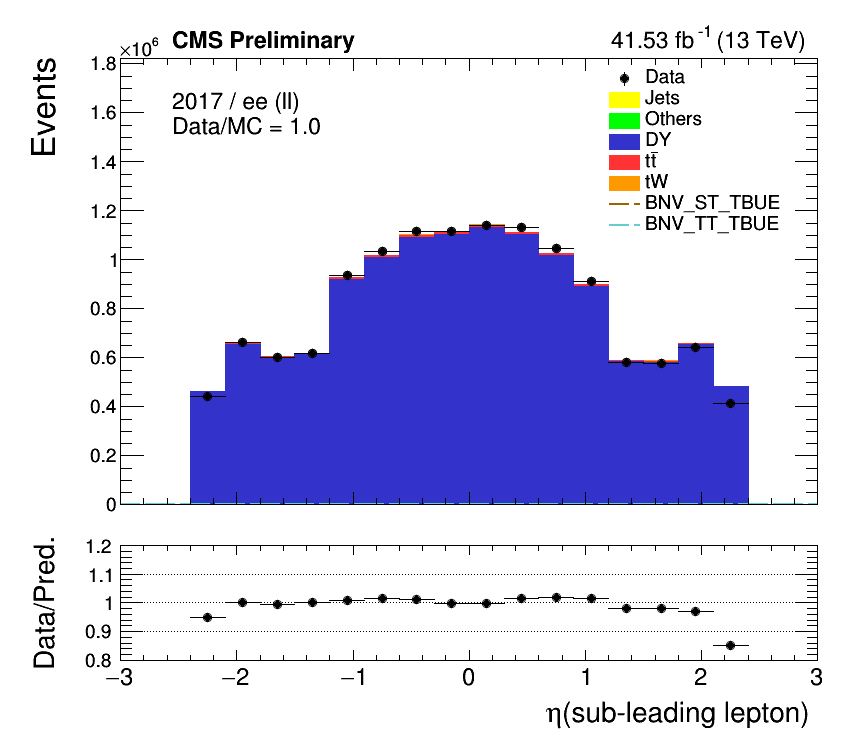 ×10⁶ CMS Preliminary 41.53 fb⁻¹ (13 TeV)
Events
1.8
1.6
1.4
1.2
1
0.8
0.6
0.4
0.2
0
2017 / ee (ll)
Data/MC = 1.0
Data
Jets
Others
DY
tt̄
tW
BNV_ST_TBUE
BNV_TT_TBUE
Data/Pred.
1.2
1.1
1
0.9
0.8
−3 −2 −1 0 1 2 3
η(sub-leading lepton)